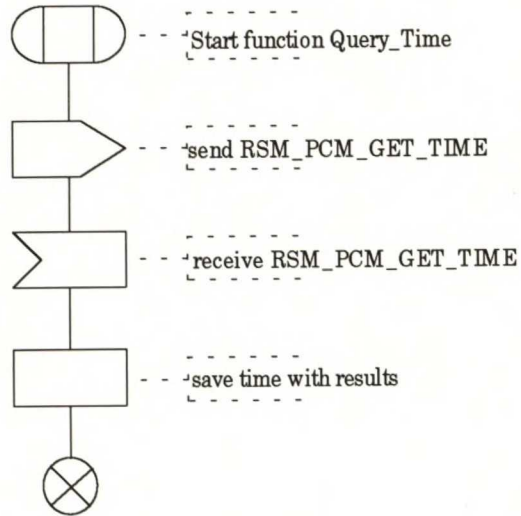 Start function Query_Time
send RSM_PCM_GET_TIME
receive RSM_PCM_GET_TIME
save time with results